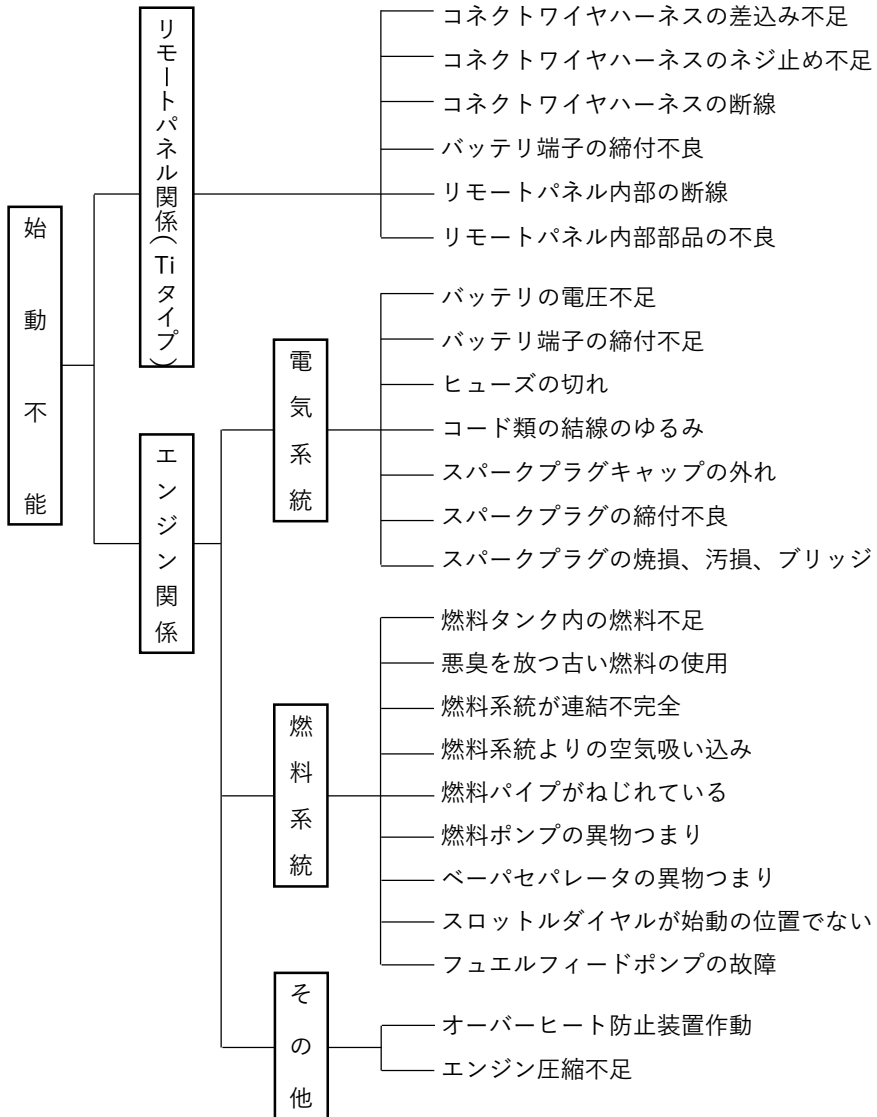 始動不能
リモートパネル関係(Tiタイプ)
コネクトワイヤハーネスの差込み不足
コネクトワイヤハーネスのネジ止め不足
コネクトワイヤハーネスの断線
バッテリ端子の締付不良
リモートパネル内部の断線
リモートパネル内部部品の不良
エンジン関係
電気系統
バッテリの電圧不足
バッテリ端子の締付不足
ヒューズの切れ
コード類の結線のゆるみ
スパークプラグキャップの外れ
スパークプラグの締付不良
スパークプラグの焼損、汚損、ブリッジ
燃料系統
燃料タンク内の燃料不足
悪臭を放つ古い燃料の使用
燃料系統が連結不完全
燃料系統よりの空気吸い込み
燃料パイプがねじれている
燃料ポンプの異物つまり
ベーパセパレータの異物つまり
スロットルダイヤルが始動の位置でない
フュエルフィードポンプの故障
その他
オーバーヒート防止装置作動
エンジン圧縮不足